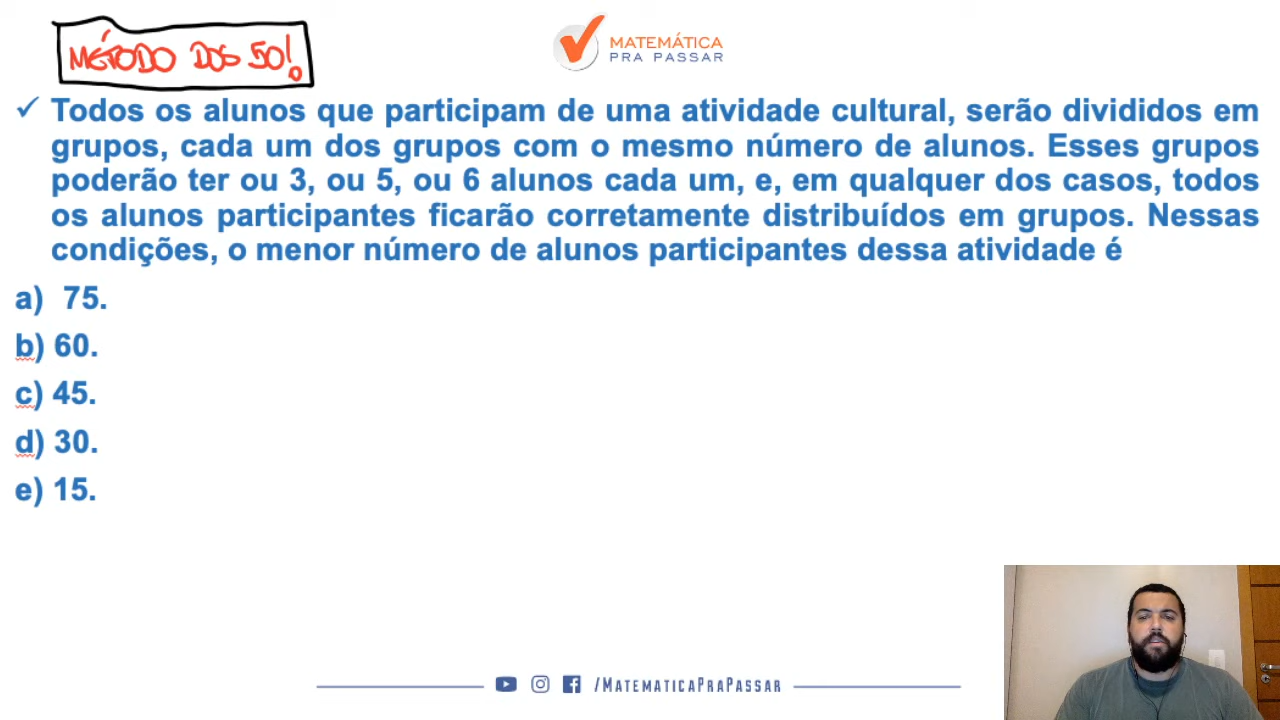 MÉTODO DOS 50!
MATEMÁTICA
PRA PASSAR
✓ Todos os alunos que participam de uma atividade cultural, serão divididos em
grupos, cada um dos grupos com o mesmo número de alunos. Esses grupos
poderão ter ou 3, ou 5, ou 6 alunos cada um, e, em qualquer dos casos, todos
os alunos participantes ficarão corretamente distribuídos em grupos. Nessas
condições, o menor número de alunos participantes dessa atividade é
a) 75.
b) 60.
c) 45.
d) 30.
e) 15.
/MATEMATICAPRAPASSAR